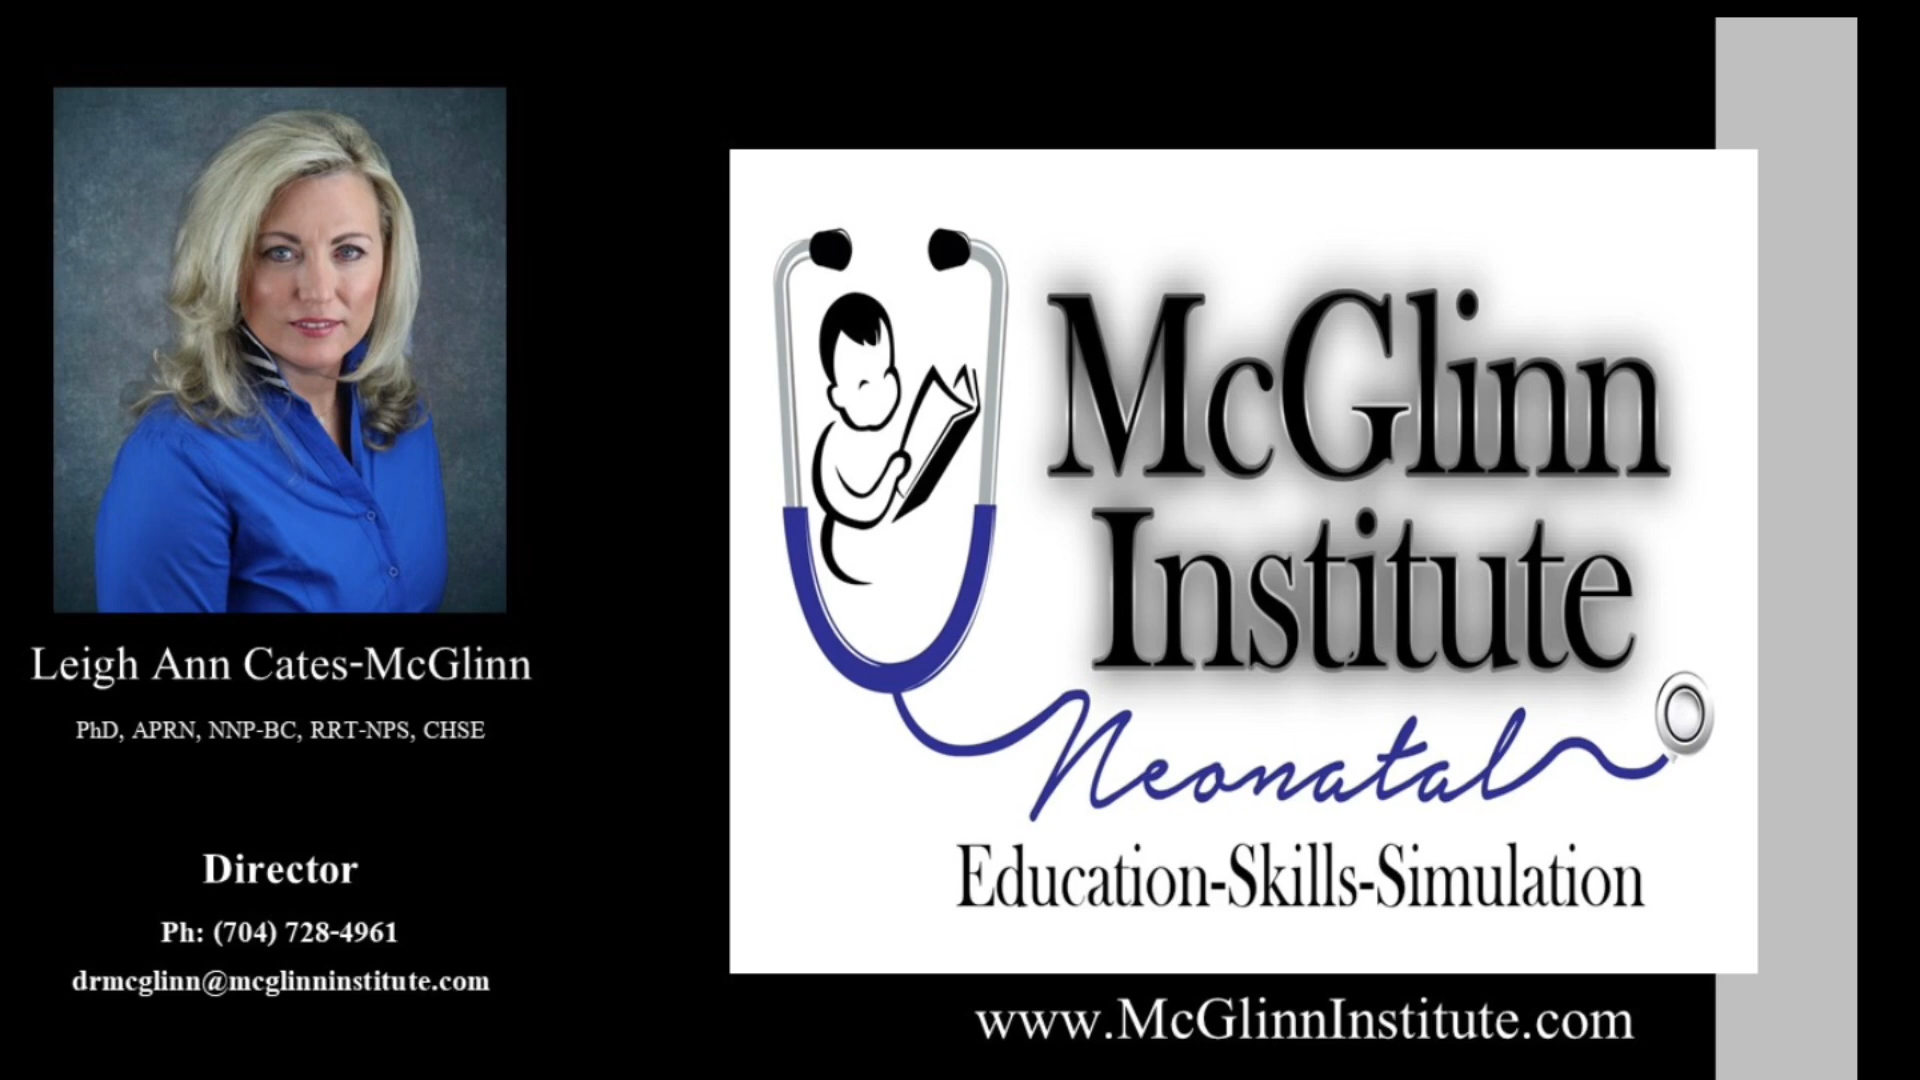 Leigh Ann Cates-McGlinn
PhD, APRN, NNP-BC, RRT-NPS, CHSE
Director
Ph: (704) 728-4961
drmcglinn@mcglinninstitute.com
McGlinn
Institute
Neonatal
Education-Skills-Simulation
www.McGlinnInstitute.com